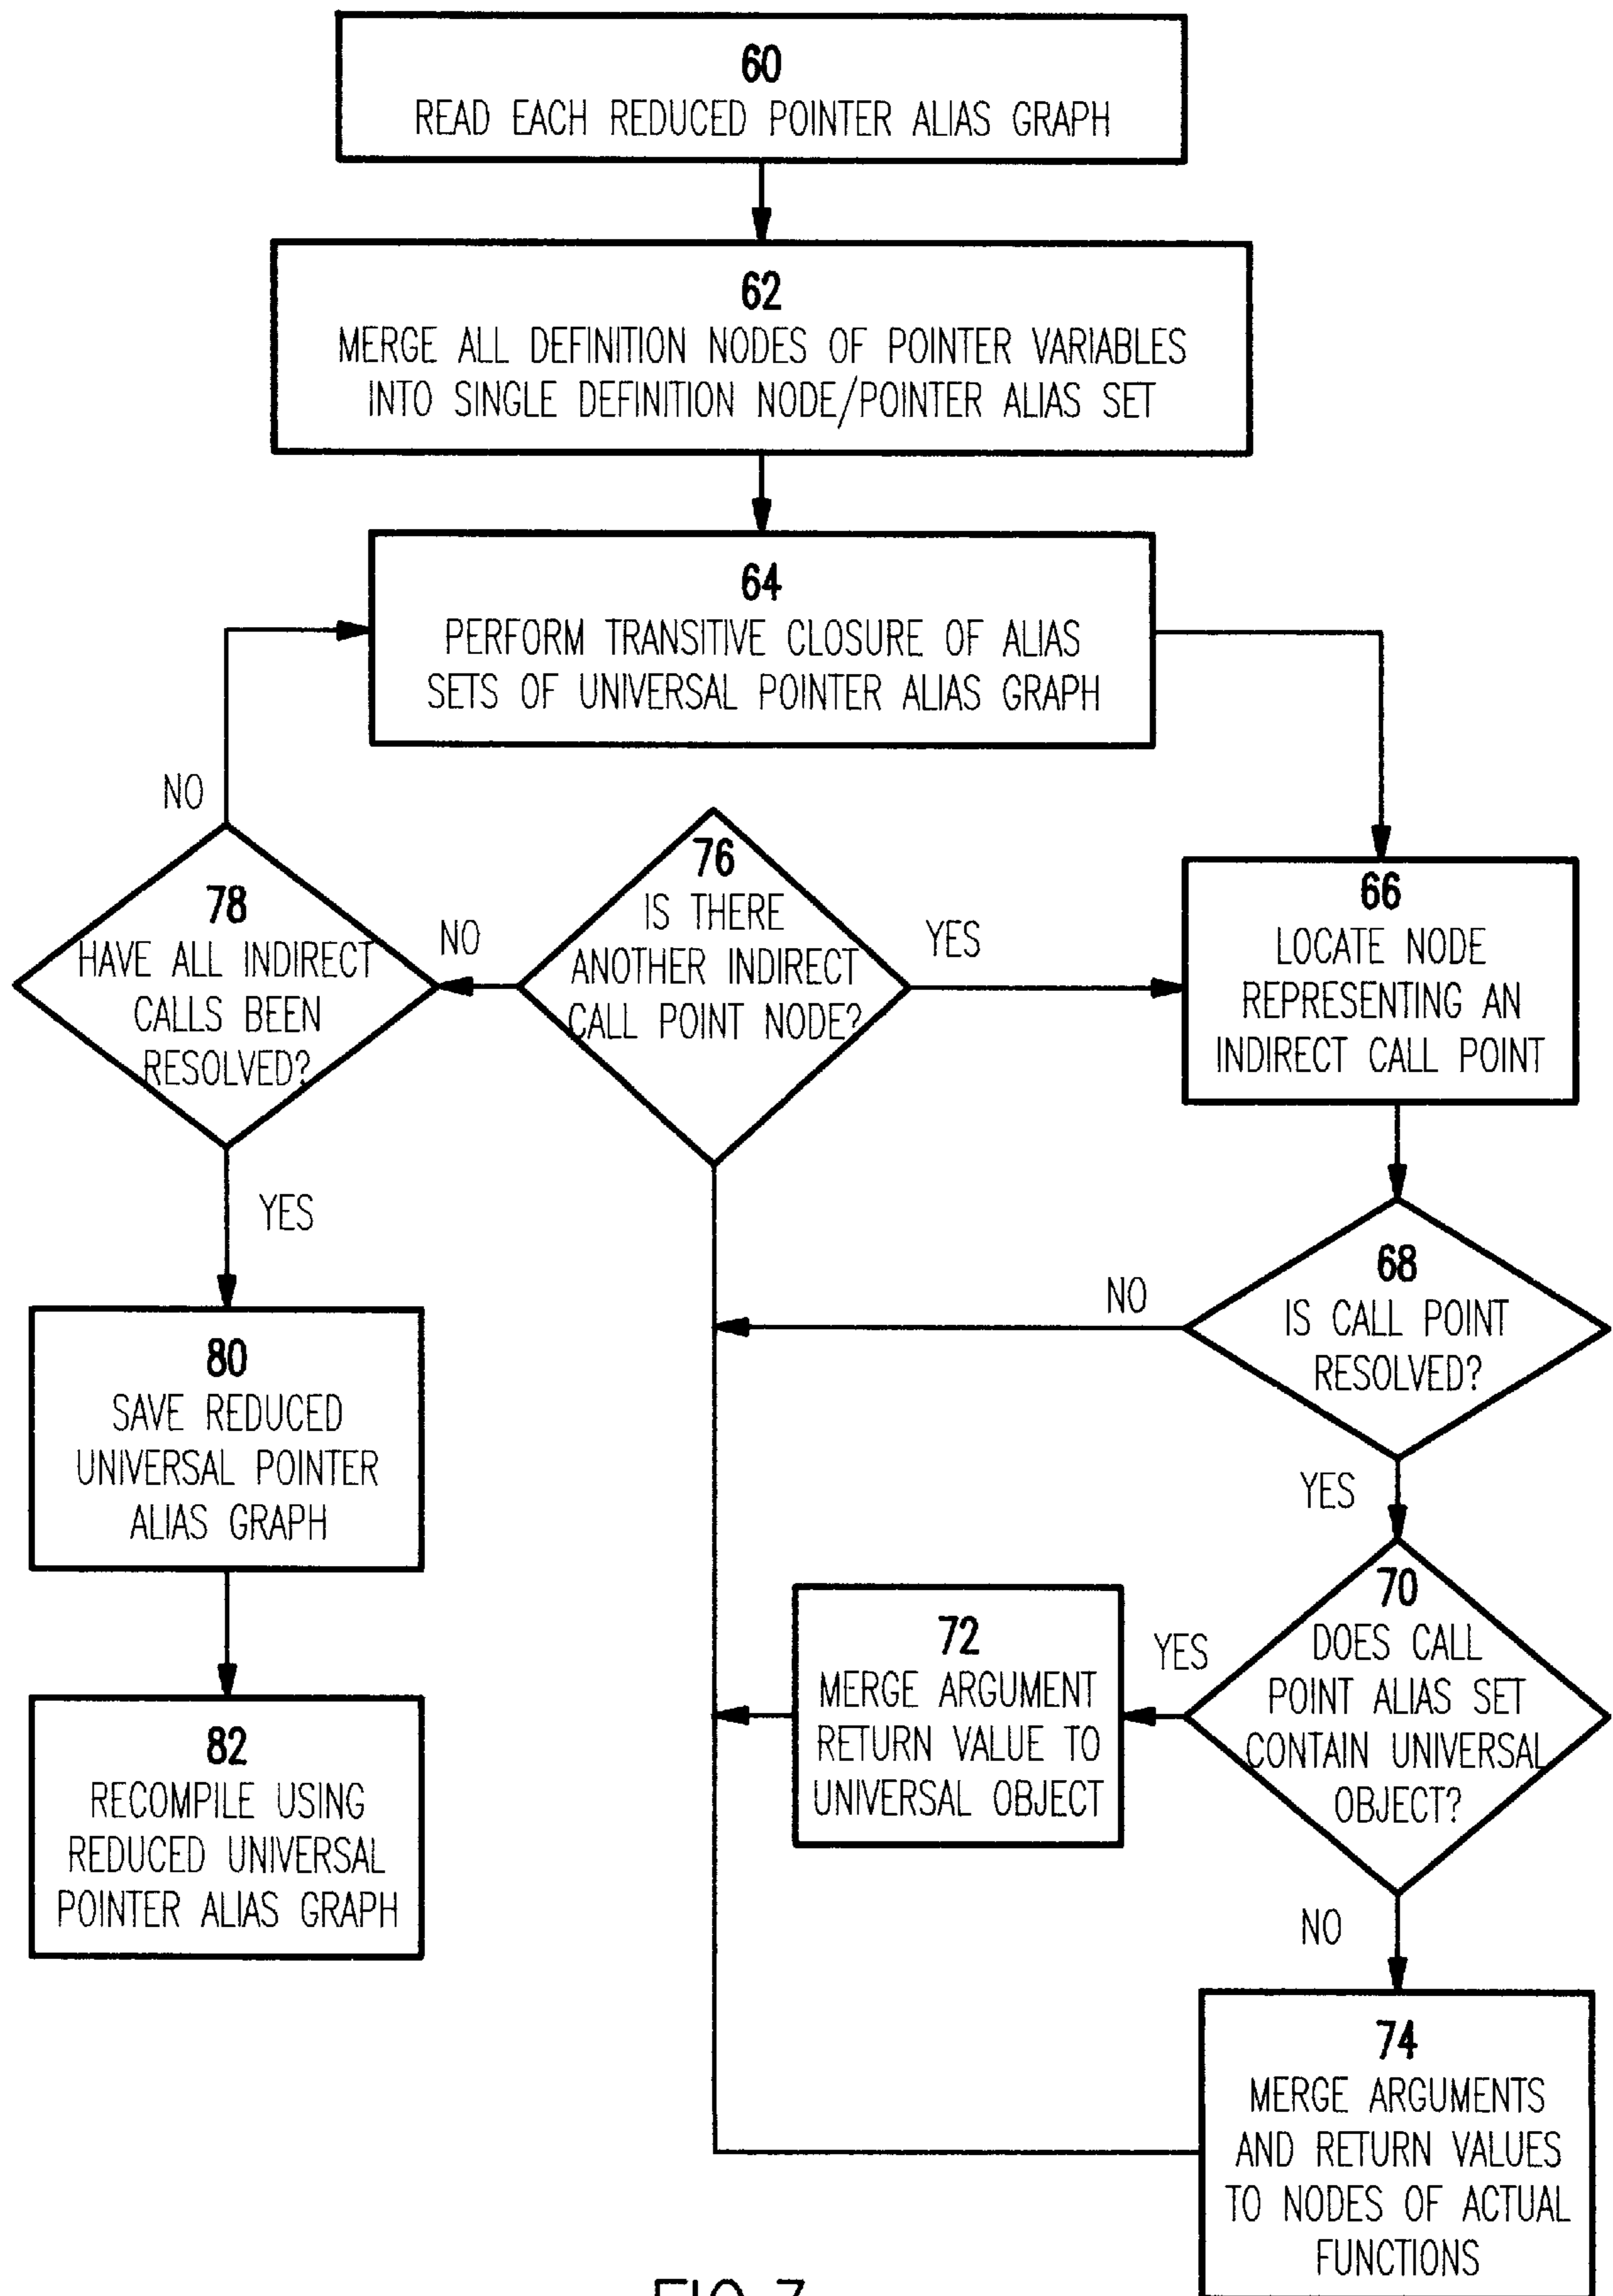 60
READ EACH REDUCED POINTER ALIAS GRAPH
62
MERGE ALL DEFINITION NODES OF POINTER VARIABLES
INTO SINGLE DEFINITION NODE/POINTER ALIAS SET
64
PERFORM TRANSITIVE CLOSURE OF ALIAS
SETS OF UNIVERSAL POINTER ALIAS GRAPH
NO
78
HAVE ALL INDIRECT
CALLS BEEN
RESOLVED?
NO
76
IS THERE
ANOTHER INDIRECT
CALL POINT NODE?
YES
66
LOCATE NODE
REPRESENTING AN
INDIRECT CALL POINT
YES
NO
68
IS CALL POINT
RESOLVED?
YES
80
SAVE REDUCED
UNIVERSAL POINTER
ALIAS GRAPH
70
DOES CALL
POINT ALIAS SET
CONTAIN UNIVERSAL
OBJECT?
YES
72
MERGE ARGUMENT
RETURN VALUE TO
UNIVERSAL OBJECT
82
RECOMPILE USING
REDUCED UNIVERSAL
POINTER ALIAS GRAPH
NO
74
MERGE ARGUMENTS
AND RETURN VALUES
TO NODES OF ACTUAL
FUNCTIONS